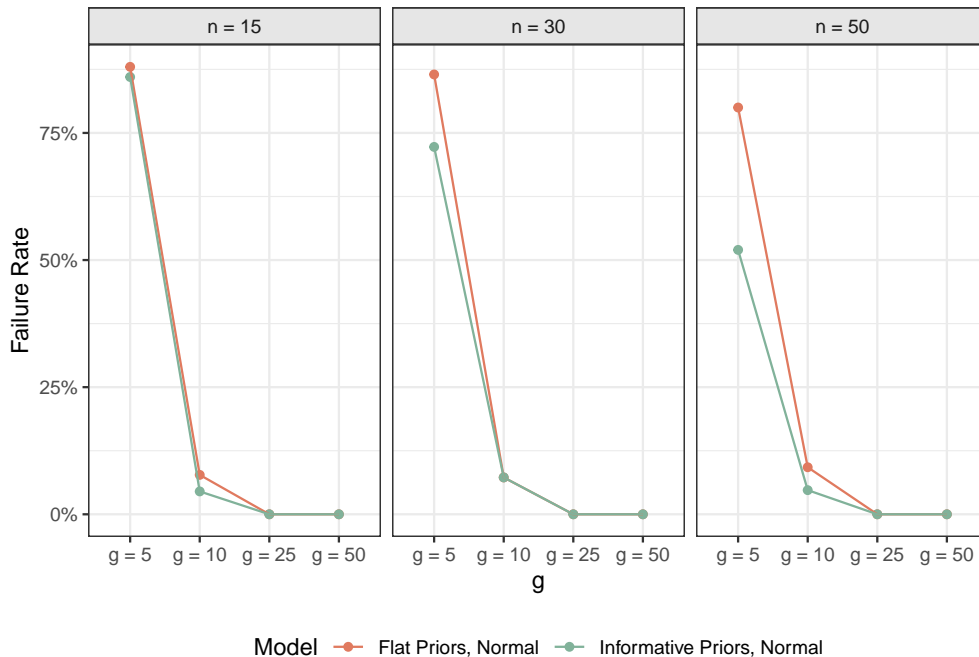 n = 15
n = 30
n = 50
Failure Rate
75%
50%
25%
0%
g = 5 g = 10 g = 25 g = 50
g = 5 g = 10 g = 25 g = 50
g = 5 g = 10 g = 25 g = 50
g
Model Flat Priors, Normal Informative Priors, Normal